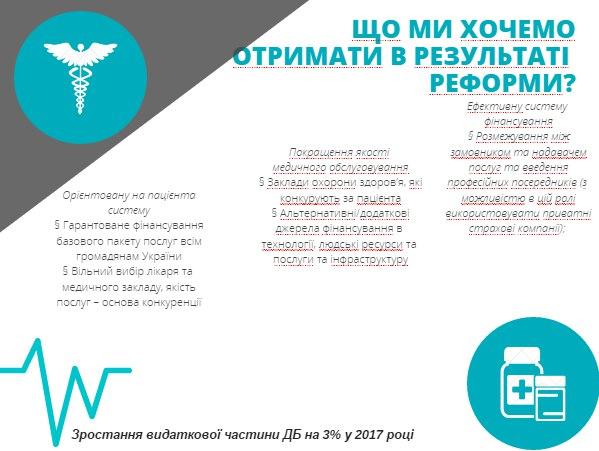 ЩО МИ ХОЧЕМО
ОТРИМАТИ В РЕЗУЛЬТАТІ
РЕФОРМИ?
Орієнтовану на пацієнта
систему
§ Гарантоване фінансування
базового пакету послуг всім
громадянам України
§ Вільний вибір лікаря та
медичного закладу, якість
послуг – основа конкуренції
Покращення якості
медичного обслуговування
§ Заклади охорони здоров’я, які
конкурують за пацієнта
§ Альтернативні/додаткові
джерела фінансування в
технології, людські ресурси та
послуги та інфраструктуру
Ефективну систему
фінансування
§ Розмежування між
замовником та надавачем
послуг та введення
професійних посередників (з
можливістю в цій ролі
використовувати приватні
страхові компанії);
Зростання видаткової частини ДБ на 3% у 2017 році